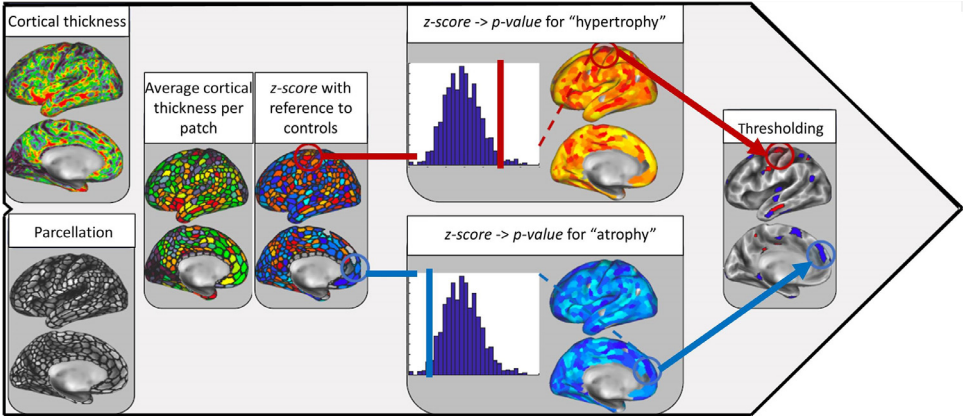 Cortical thickness
Parcellation
Average cortical
thickness per
patch
z-score with
reference to
controls
z-score -> p-value for “hypertrophy”
z-score -> p-value for “atrophy”
Thresholding